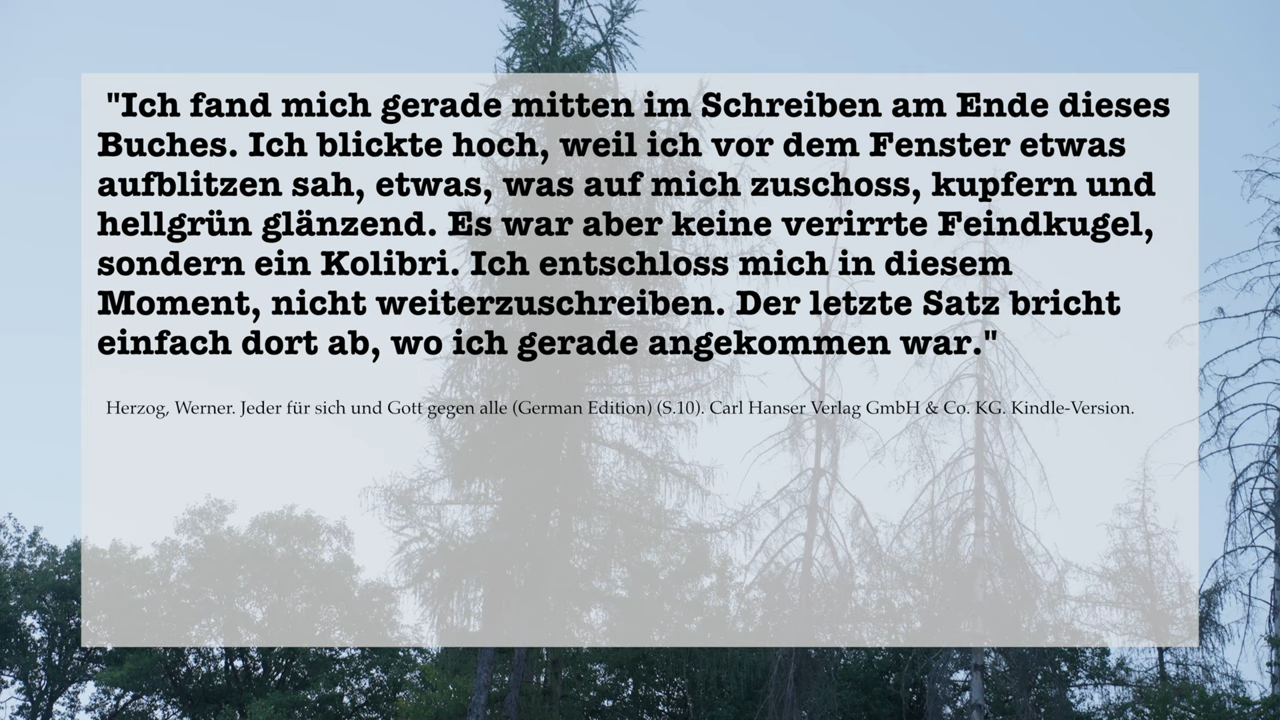 "Ich fand mich gerade mitten im Schreiben am Ende dieses
Buches. Ich blickte hoch, weil ich vor dem Fenster etwas
aufblitzen sah, etwas, was auf mich zuschoss, kupfern und
hellgrün glänzend. Es war aber keine verirrte Feindkugel,
sondern ein Kolibri. Ich entschloss mich in diesem
Moment, nicht weiterzuschreiben. Der letzte Satz bricht
einfach dort ab, wo ich gerade angekommen war."
Herzog, Werner. Jeder für sich und Gott gegen alle (German Edition) (S.10). Carl Hanser Verlag GmbH & Co. KG. Kindle-Version.